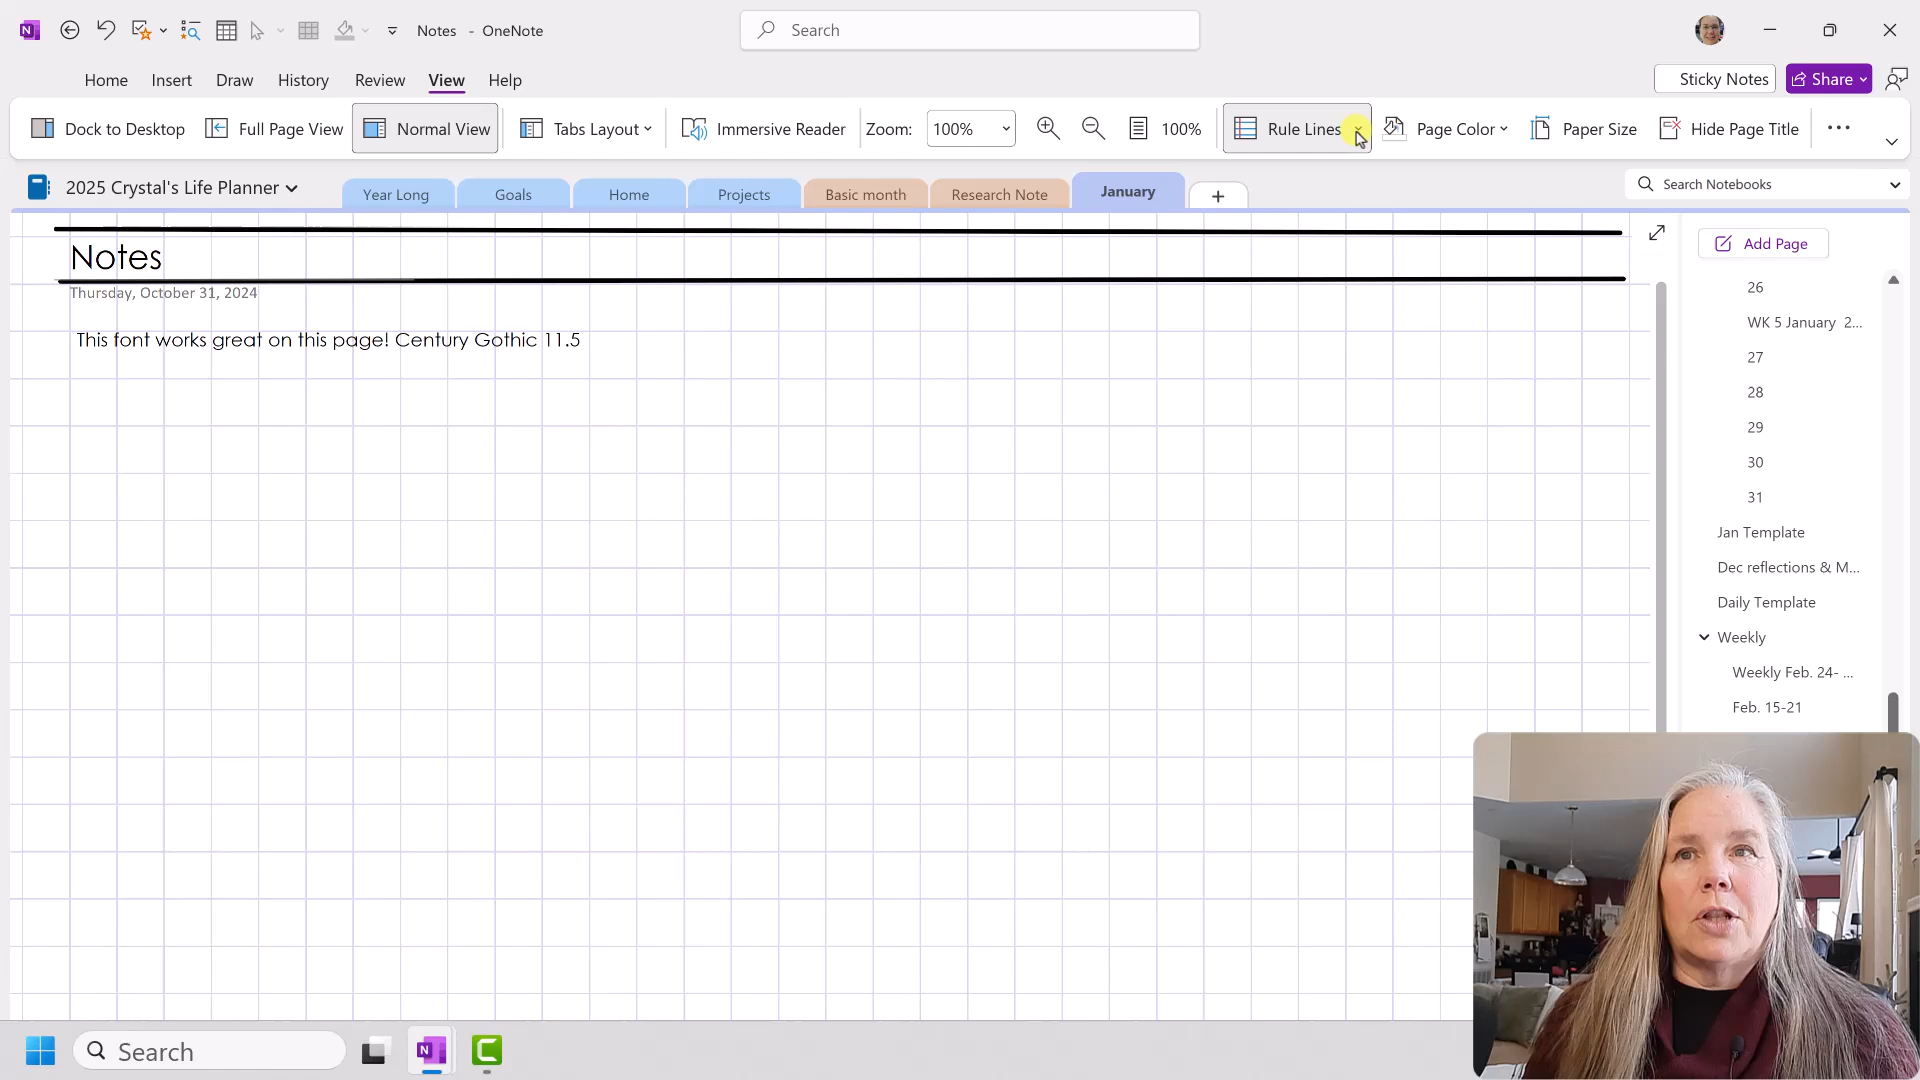 Notes - OneNote
Search
Home Insert Draw History Review View Help
Sticky Notes Share
Dock to Desktop Full Page View Normal View Tabs Layout Immersive Reader Zoom: 100% 100% Rule Lines Page Color Paper Size Hide Page Title
2025 Crystal's Life Planner Year Long Goals Home Projects Basic month Research Note January + Search Notebooks
Notes
Thursday, October 31, 2024
This font works great on this page! Century Gothic 11.5
Add Page
26
WK 5 January 2...
27
28
29
30
31
Jan Template
Dec reflections & M...
Daily Template
Weekly
Weekly Feb. 24- ...
Feb. 15-21
Search